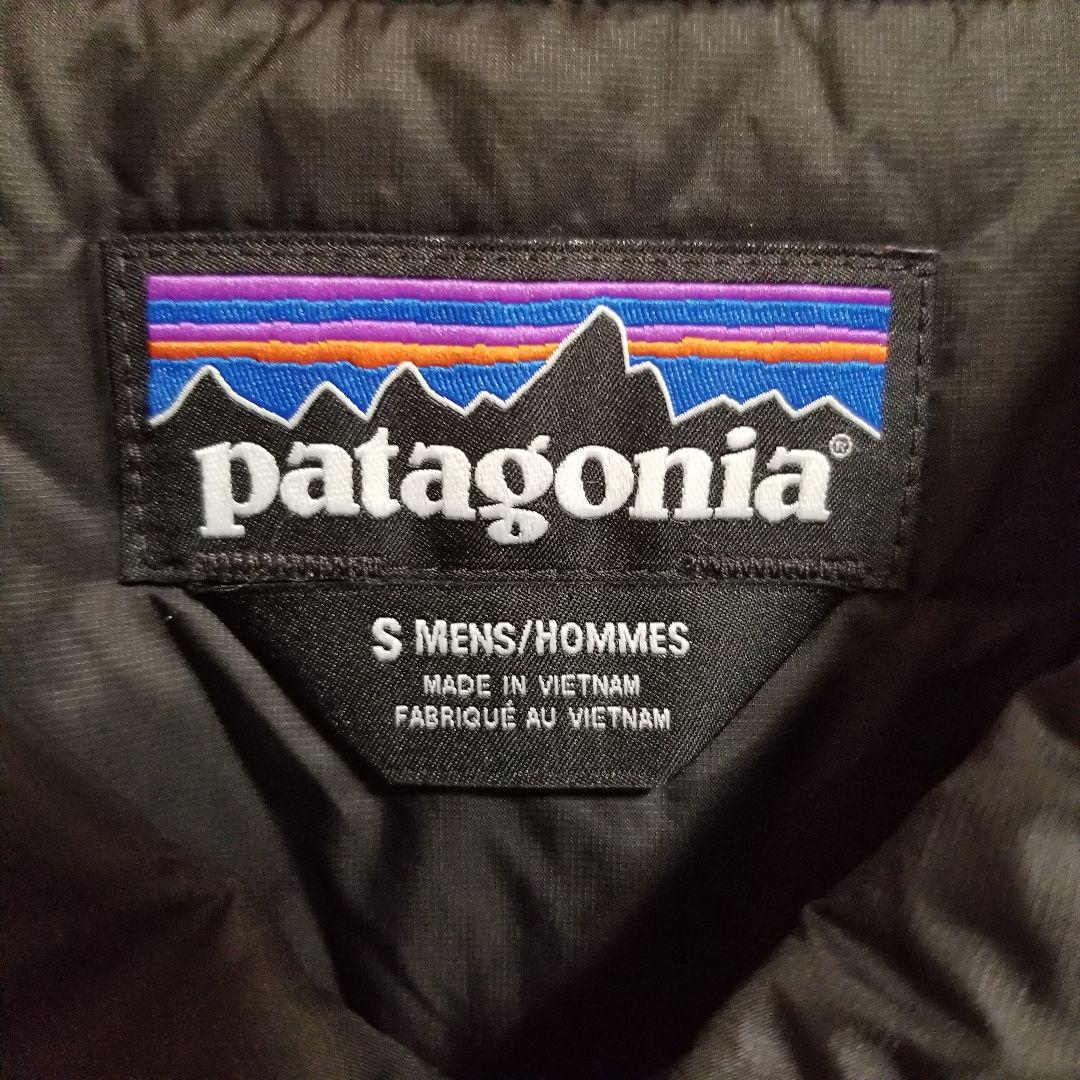 patagonia®
S MENS/HOMMES
MADE IN VIETNAM
FABRIQUÉ AU VIETNAM